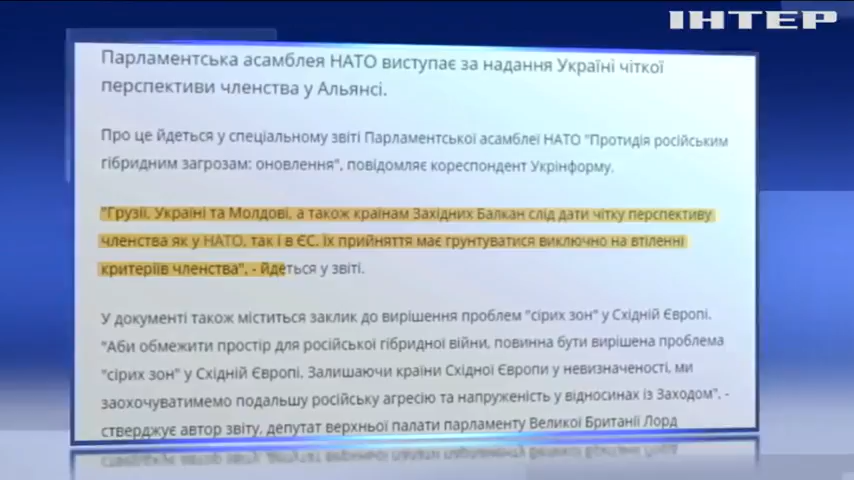 ІНТЕР
Парламентська асамблея НАТО виступає за надання Україні чіткої
перспективи членства у Альянсі.
Про це йдеться у спеціальному звіті Парламентської асамблеї НАТО "Протидія російським
гібридним загрозам: оновлення", повідомляє кореспондент Укрінформу.
"Грузії, Україні та Молдові, а також країнам Західних Балкан слід дати чітку перспективу
членства як у НАТО, так і в ЄС. Їх прийняття має грунтуватися виключно на втіленні
критеріїв членства", - йдеться у звіті.
У документі також міститься заклик до вирішення проблем "сірих зон" у Східній Європі.
"Аби обмежити простір для російської гібридної війни, повинна бути вирішена проблема
"сірих зон" у Східній Європі. Залишаючи країни Східної Європи у невизначеності, ми
заохочуватимемо подальшу російську агресію та напруженість у відносинах із Заходом", -
стверджує автор звіту, депутат верхньої палати парламенту Великої Британії Лорд